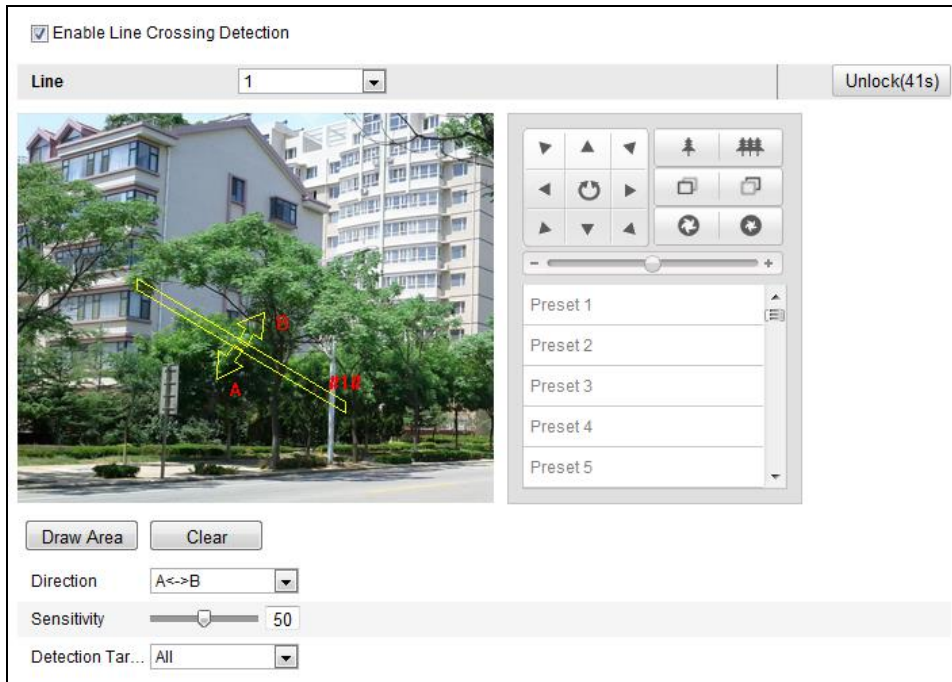 Enable Line Crossing Detection
Line 1 Unlock(41s)
B
A
#1#
- +
Preset 1
Preset 2
Preset 3
Preset 4
Preset 5
Draw Area Clear
Direction A<->B
Sensitivity 50
Detection Tar... All